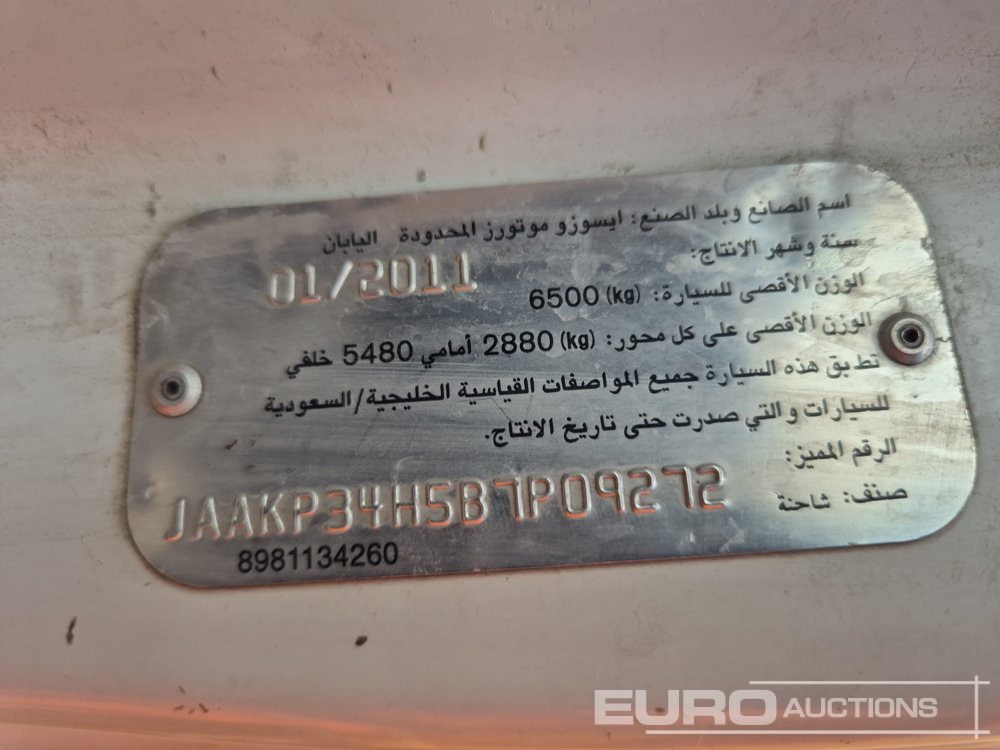 اسم الصانع وبلد الصنع: ايسوزو موتورز المحدودة اليابان
سنة وشهر الانتاج:
01/2011
الوزن الأقصى للسيارة: 6500 (kg)
الوزن الأقصى على كل محور: 2880 (kg) أمامي 5480 خلفي
تطابق هذه السيارة جميع المواصفات القياسية الخليجية/السعودية
للسيارات والتي صدرت حتى تاريخ الانتاج.
الرقم المميز:
JAAKP34H5B7P09272
صنف: شاحنة
8981134260
EURO AUCTIONS